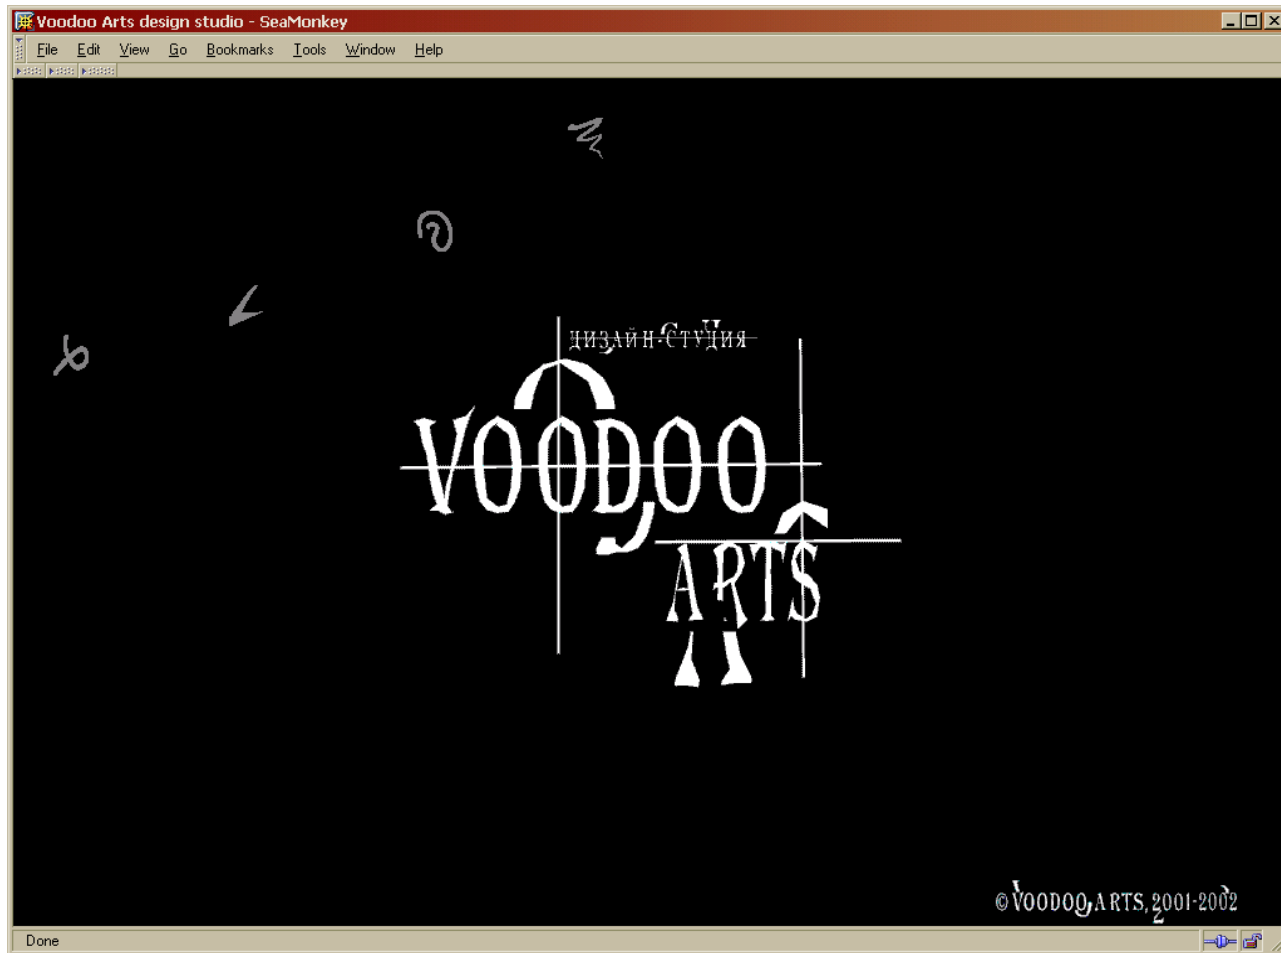 Voodoo Arts design studio - SeaMonkey
File Edit View Go Bookmarks Tools Window Help
ДИЗАЙН-СТУДИЯ
VOODOO
ARTS
© VOODOO ARTS, 2001-2002
Done